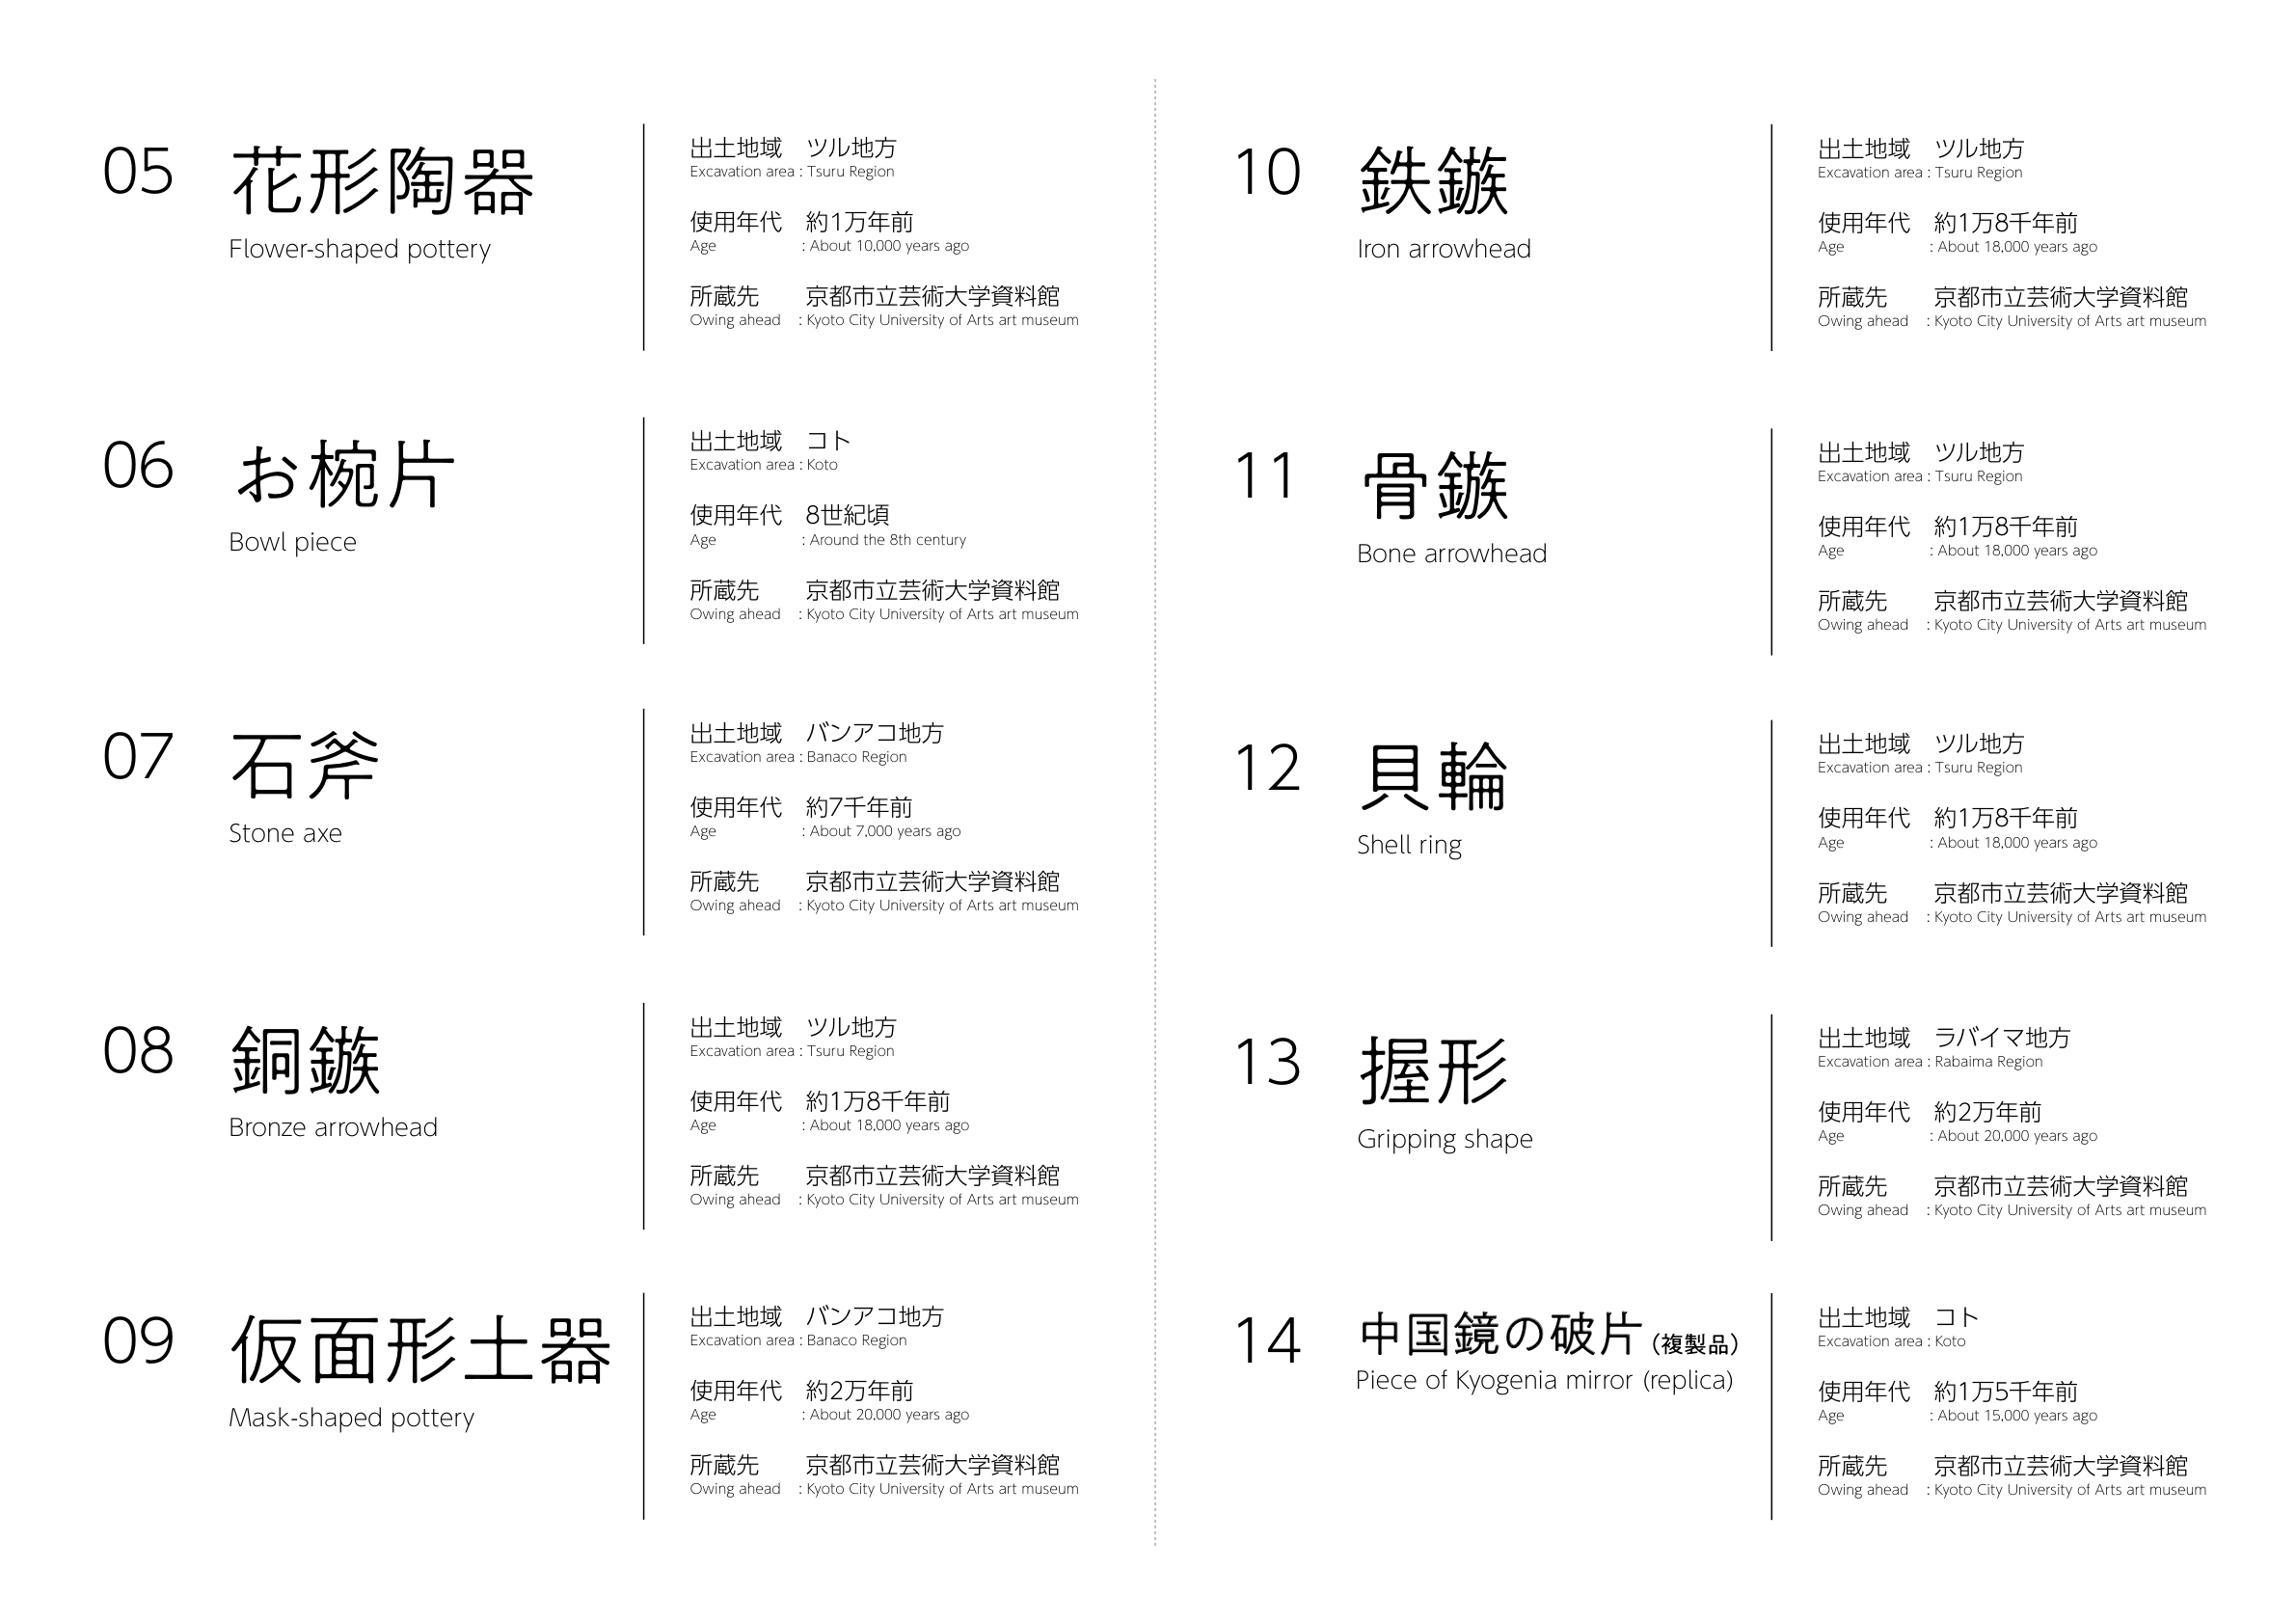 05
花形陶器
Flower-shaped pottery
出土地域　ツル地方
Excavation area : Tsuru Region
使用年代　約1万年前
Age : About 10,000 years ago
所蔵先　京都市立芸術大学資料館
Owing ahead : Kyoto City University of Arts art museum
06
お椀片
Bowl piece
出土地域　コト
Excavation area : Koto
使用年代　8世紀頃
Age : Around the 8th century
所蔵先　京都市立芸術大学資料館
Owing ahead : Kyoto City University of Arts art museum
07
石斧
Stone axe
出土地域　バンアコ地方
Excavation area : Banaco Region
使用年代　約7千年前
Age : About 7,000 years ago
所蔵先　京都市立芸術大学資料館
Owing ahead : Kyoto City University of Arts art museum
08
銅鏃
Bronze arrowhead
出土地域　ツル地方
Excavation area : Tsuru Region
使用年代　約1万8千年前
Age : About 18,000 years ago
所蔵先　京都市立芸術大学資料館
Owing ahead : Kyoto City University of Arts art museum
09
仮面形土器
Mask-shaped pottery
出土地域　バンアコ地方
Excavation area : Banaco Region
使用年代　約2万年前
Age : About 20,000 years ago
所蔵先　京都市立芸術大学資料館
Owing ahead : Kyoto City University of Arts art museum
10
鉄鏃
Iron arrowhead
出土地域　ツル地方
Excavation area : Tsuru Region
使用年代　約1万8千年前
Age : About 18,000 years ago
所蔵先　京都市立芸術大学資料館
Owing ahead : Kyoto City University of Arts art museum
11
骨鏃
Bone arrowhead
出土地域　ツル地方
Excavation area : Tsuru Region
使用年代　約1万8千年前
Age : About 18,000 years ago
所蔵先　京都市立芸術大学資料館
Owing ahead : Kyoto City University of Arts art museum
12
貝輪
Shell ring
出土地域　ツル地方
Excavation area : Tsuru Region
使用年代　約1万8千年前
Age : About 18,000 years ago
所蔵先　京都市立芸術大学資料館
Owing ahead : Kyoto City University of Arts art museum
13
握形
Gripping shape
出土地域　ラバイマ地方
Excavation area : Rabaima Region
使用年代　約2万年前
Age : About 20,000 years ago
所蔵先　京都市立芸術大学資料館
Owing ahead : Kyoto City University of Arts art museum
14
中国鏡の破片（複製品）
Piece of Kyogenia mirror (replica)
出土地域　コト
Excavation area : Koto
使用年代　約1万5千年前
Age : About 15,000 years ago
所蔵先　京都市立芸術大学資料館
Owing ahead : Kyoto City University of Arts art museum